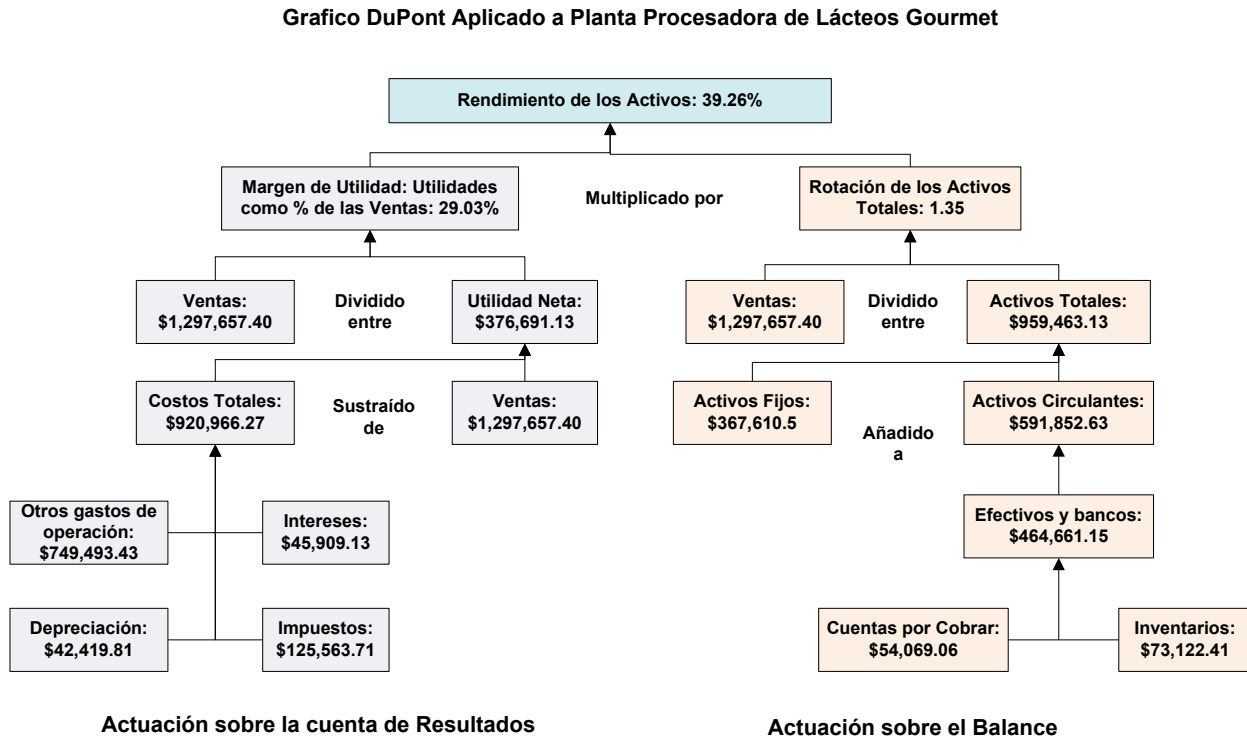 Grafico DuPont Aplicado a Planta Procesadora de Lácteos Gourmet
Rendimiento de los Activos: 39.26%
Margen de Utilidad: Utilidades
como % de las Ventas: 29.03%
Multiplicado por
Rotación de los Activos
Totales: 1.35
Ventas:
$1,297,657.40
Dividido
entre
Utilidad Neta:
$376,691.13
Ventas:
$1,297,657.40
Dividido
entre
Activos Totales:
$959,463.13
Costos Totales:
$920,966.27
Sustraído
de
Ventas:
$1,297,657.40
Activos Fijos:
$367,610.5
Añadido
a
Activos Circulantes:
$591,852.63
Otros gastos de
operación:
$749,493.43
Intereses:
$45,909.13
Efectivos y bancos:
$464,661.15
Depreciación:
$42,419.81
Impuestos:
$125,563.71
Cuentas por Cobrar:
$54,069.06
Inventarios:
$73,122.41
Actuación sobre la cuenta de Resultados
Actuación sobre el Balance